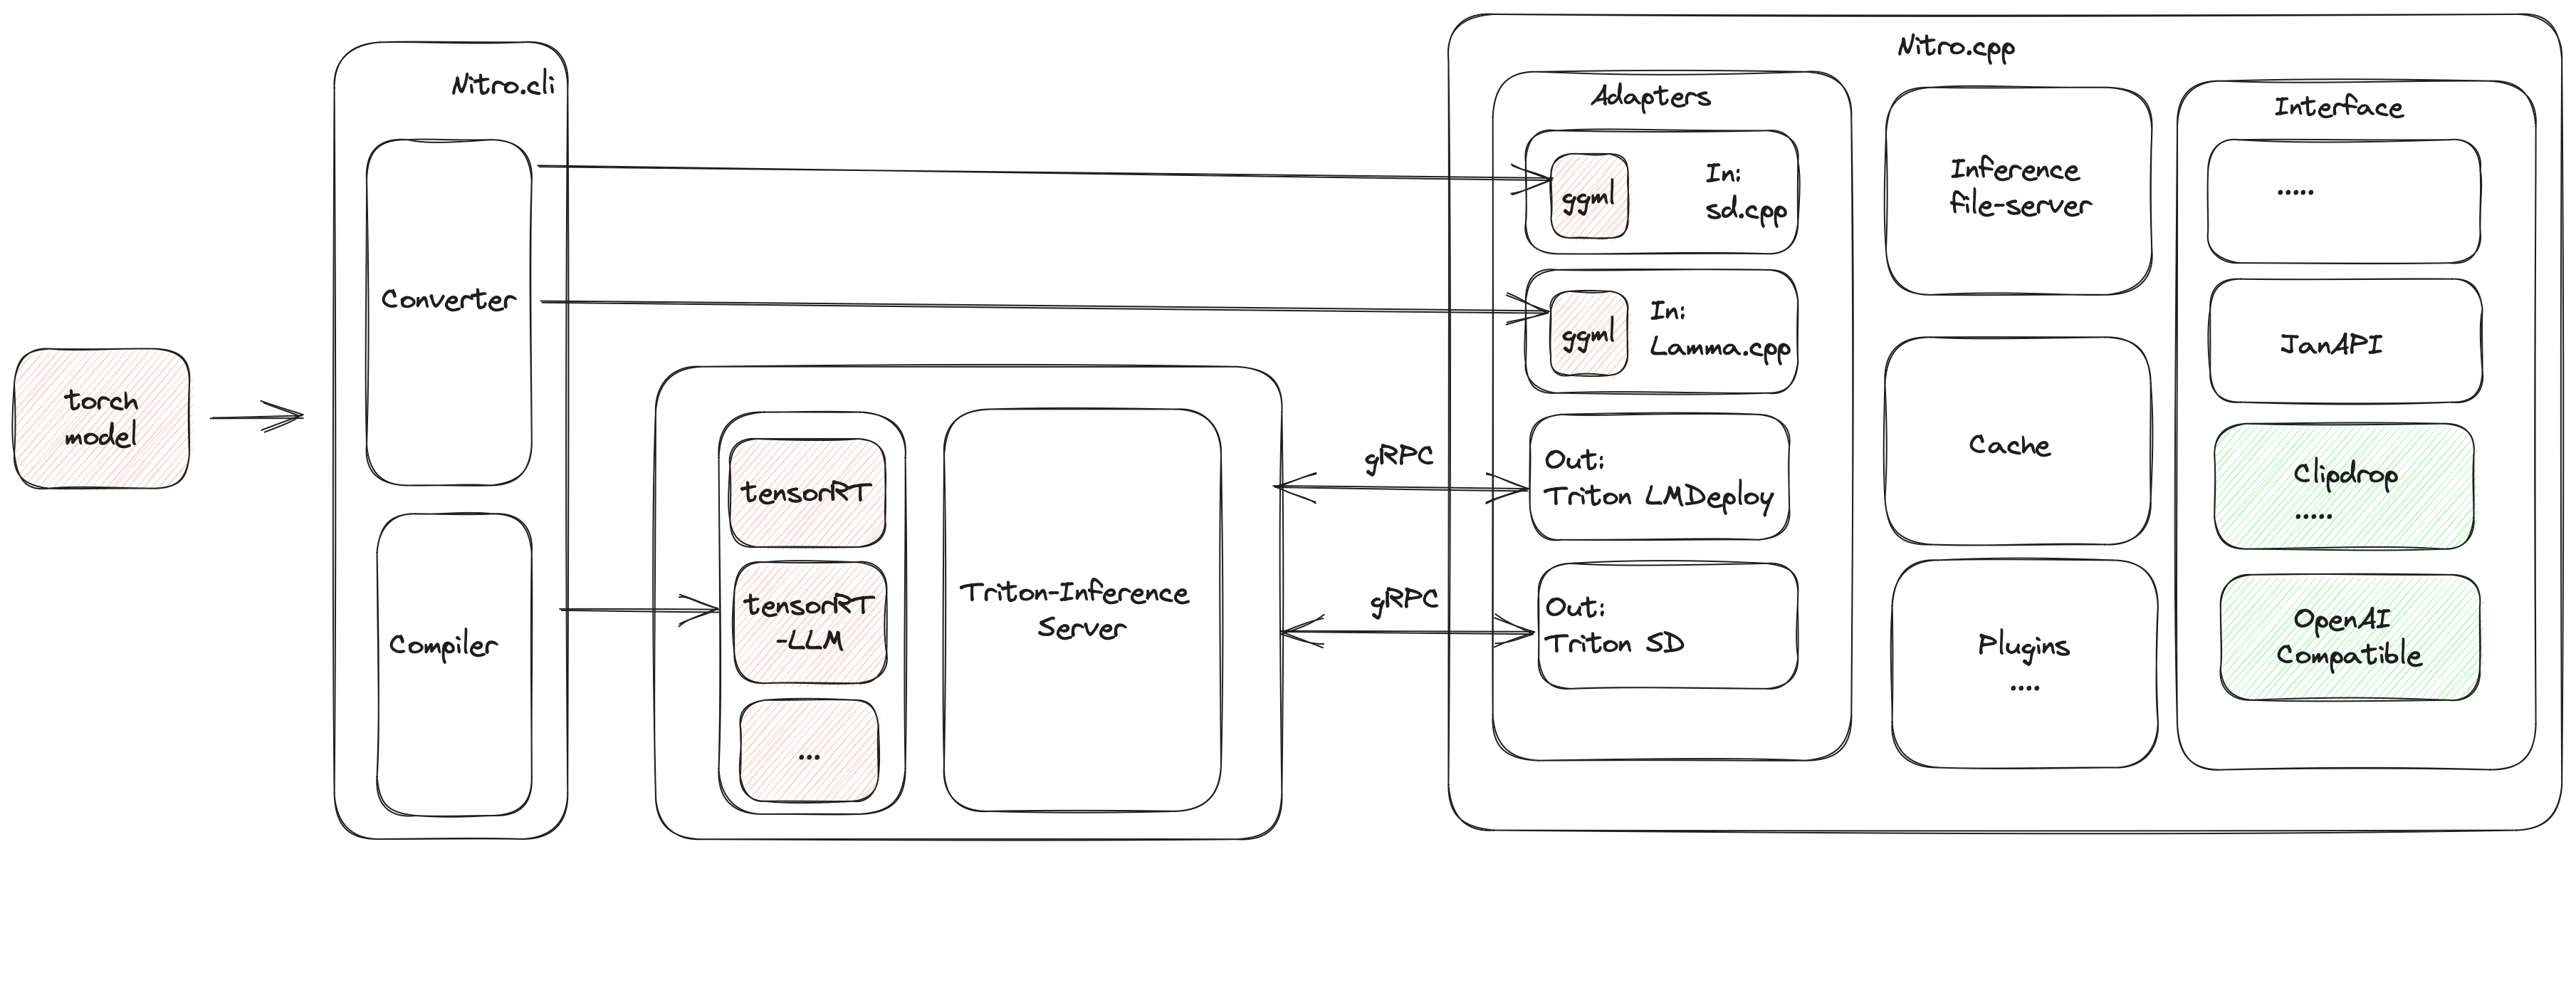 Nitro.cli
Converter
Compiler
torch
model
tensorRT
tensorRT
-LLM
...
Triton-Inference
Server
gRPC
gRPC
Nitro.cpp
Adapters
ggml
In:
sd.cpp
ggml
In:
Lamma.cpp
Out:
Triton LMDeploy
Out:
Triton SD
Inference
file-server
Cache
Plugins
....
Interface
.....
JanAPI
Clipdrop
.....
OpenAI
Compatible